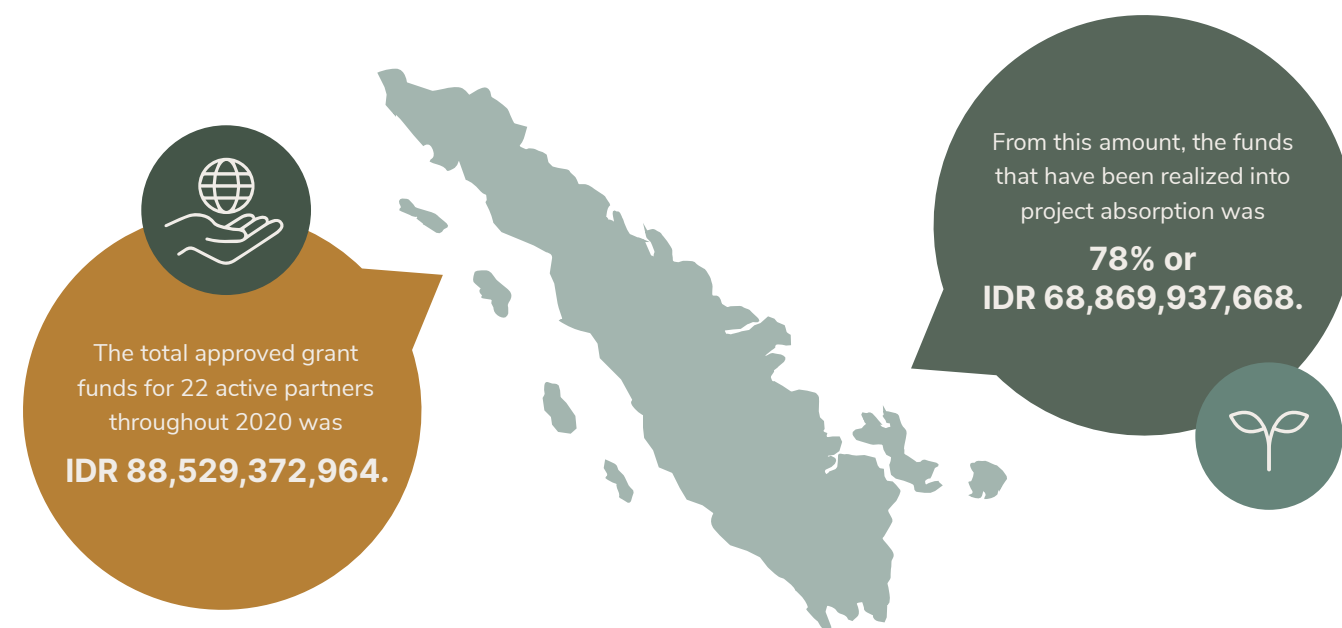 The total approved grant
funds for 22 active partners
throughout 2020 was
IDR 88,529,372,964.
From this amount, the funds
that have been realized into
project absorption was
78% or
IDR 68,869,937,668.